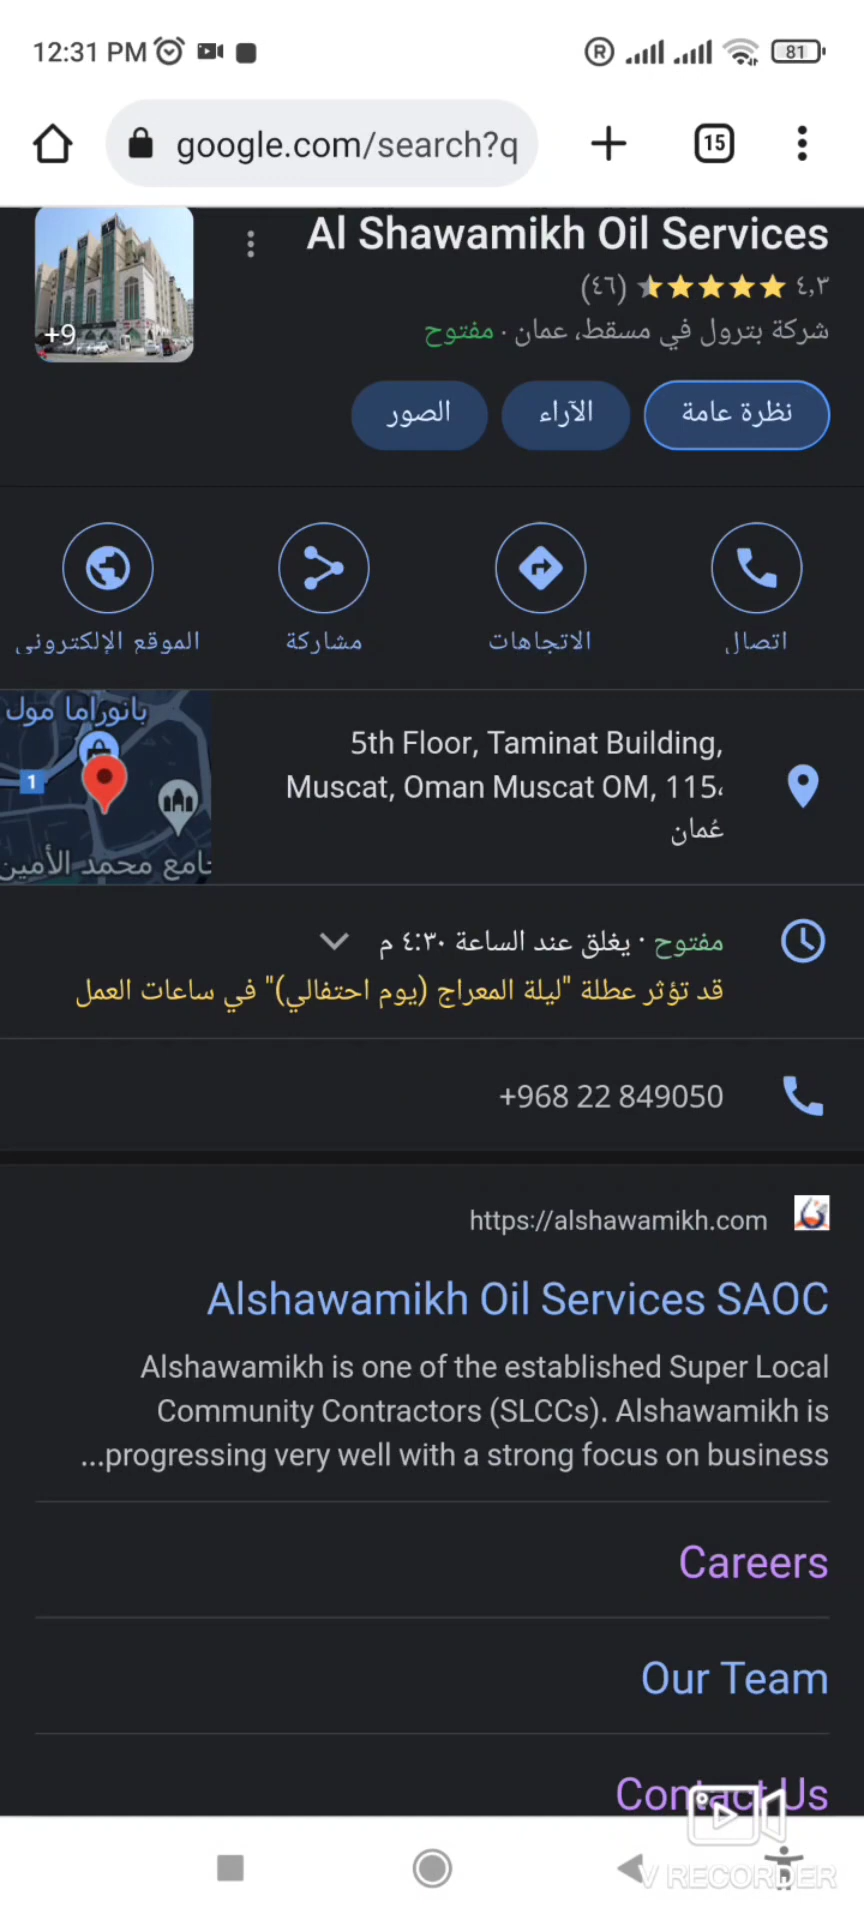 12:31 PM
81
google.com/search?q
15
Al Shawamikh Oil Services
٤,٣ (٤٦)
شركة بترول في مسقط، عمان · مفتوح
+9
نظرة عامة
الآراء
الصور
اتصال
الاتجاهات
مشاركة
الموقع الإلكتروني
بانوراما مول
1
جامع محمد الأمين
5th Floor, Taminat Building,
Muscat, Oman Muscat OM, 115،
عُمان
مفتوح · يغلق عند الساعة ٤:٣٠ م
قد تؤثر عطلة "ليلة المعراج (يوم احتفالي)" في ساعات العمل
+968 22 849050
https://alshawamikh.com
Alshawamikh Oil Services SAOC
Alshawamikh is one of the established Super Local
Community Contractors (SLCCs). Alshawamikh is
progressing very well with a strong focus on business...
Careers
Our Team
Contact Us
V RECORDER